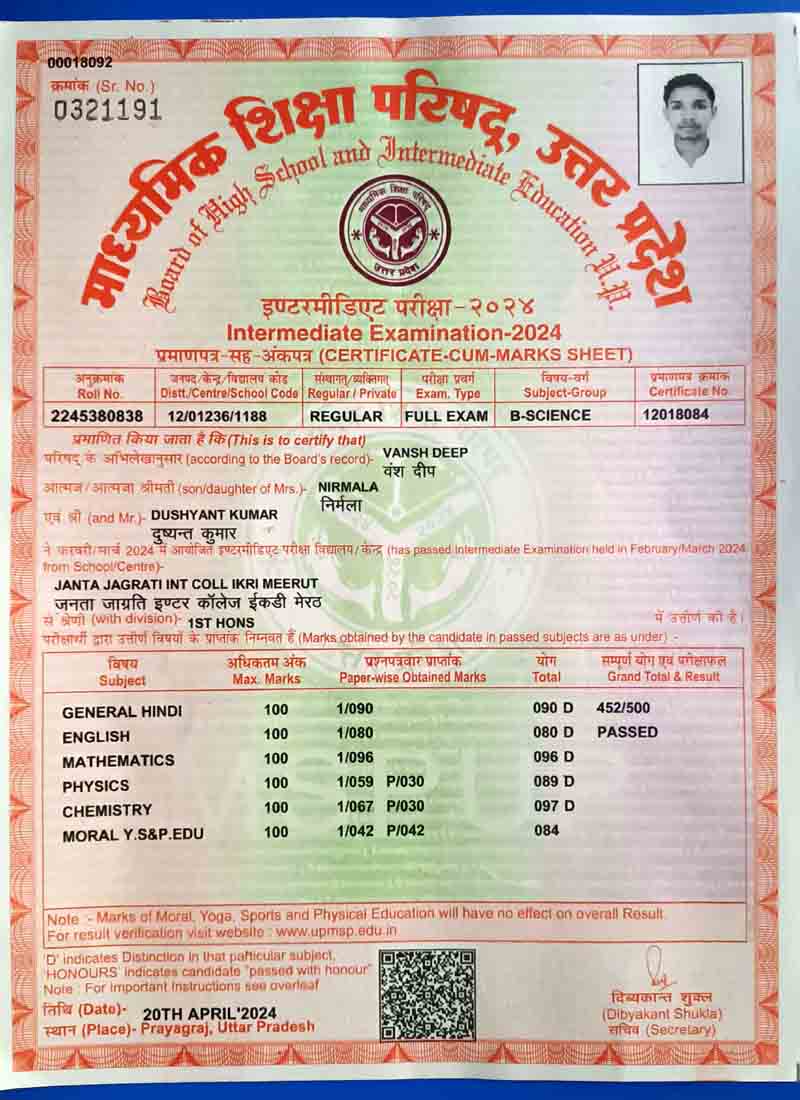 00018092
क्रमांक (Sr. No.)
0321191
माध्यमिक शिक्षा परिषद्, उत्तर प्रदेश
Board of High School and Intermediate Education U.P.
माध्यमिक शिक्षा परिषद्
उत्तर प्रदेश
इण्टरमीडिएट परीक्षा-२०२४
Intermediate Examination-2024
प्रमाणपत्र-सह-अंकपत्र (CERTIFICATE-CUM-MARKS SHEET)
अनुक्रमांक जनपद/केन्द्र/विद्यालय कोड संस्थागत/व्यक्तिगत परीक्षा प्रवर्ग विषय-वर्ग प्रमाणपत्र क्रमांक
Roll No. Distt./Centre/School Code Regular / Private Exam. Type Subject-Group Certificate No.
2245380838 12/01236/1188 REGULAR FULL EXAM B-SCIENCE 12018084
प्रमाणित किया जाता है कि (This is to certify that)
परिषद् के अभिलेखानुसार (according to the Board's record)- VANSH DEEP
वंश दीप
आत्मज/आत्मजा श्रीमती (son/daughter of Mrs.)- NIRMALA
निर्मला
एवं श्री (and Mr.)- DUSHYANT KUMAR
दुष्यन्त कुमार
ने फरवरी/मार्च 2024 में आयोजित इण्टरमीडिएट परीक्षा विद्यालय/केन्द्र (has passed Intermediate Examination held in February/March 2024
from School/Centre)-
JANTA JAGRATI INT COLL IKRI MEERUT
जनता जाग्रति इण्टर कॉलेज ईकडी मेरठ
से श्रेणी (with division)- 1ST HONS में उत्तीर्ण की है।
परीक्षार्थी द्वारा उत्तीर्ण विषयों के प्राप्तांक निम्नवत हैं (Marks obtained by the candidate in passed subjects are as under) :-
विषय अधिकतम अंक प्रश्नपत्रवार प्राप्तांक योग सम्पूर्ण योग एवं परीक्षाफल
Subject Max. Marks Paper-wise Obtained Marks Total Grand Total & Result
GENERAL HINDI 100 1/090 090 D 452/500
ENGLISH 100 1/080 080 D PASSED
MATHEMATICS 100 1/096 096 D
PHYSICS 100 1/059 P/030 089 D
CHEMISTRY 100 1/067 P/030 097 D
MORAL Y.S&P.EDU 100 1/042 P/042 084
Note :- Marks of Moral, Yoga, Sports and Physical Education will have no effect on overall Result.
For result verification visit website : www.upmsp.edu.in
'D' indicates Distinction in that particular subject,
'HONOURS' indicates candidate "passed with honour"
Note : For Important Instructions see overleaf
तिथि (Date)- 20TH APRIL'2024
स्थान (Place)- Prayagraj, Uttar Pradesh
दिब्यकान्त शुक्ल
(Dibyakant Shukla)
सचिव (Secretary)